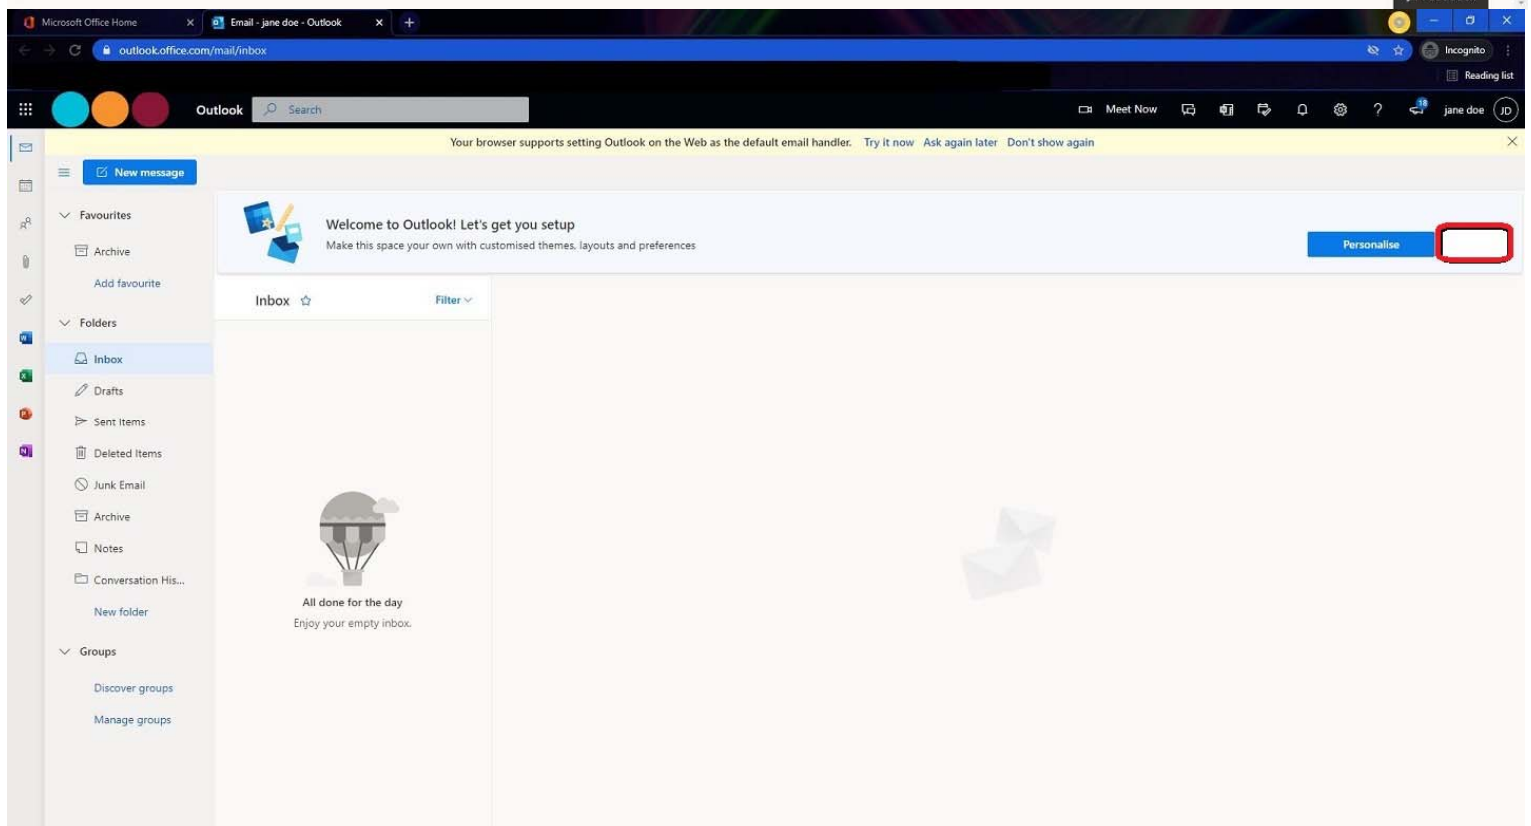 Microsoft Office Home
Email - jane doe - Outlook
outlook.office.com/mail/inbox
Incognito
Reading list
Outlook
Search
Meet Now
18
jane doe
JD
Your browser supports setting Outlook on the Web as the default email handler. Try it now Ask again later Don't show again
New message
Favourites
Archive
Add favourite
Folders
Inbox
Drafts
Sent Items
Deleted Items
Junk Email
Archive
Notes
Conversation His...
New folder
Groups
Discover groups
Manage groups
Welcome to Outlook! Let's get you setup
Make this space your own with customised themes, layouts and preferences
Personalise
Inbox
Filter
All done for the day
Enjoy your empty inbox.